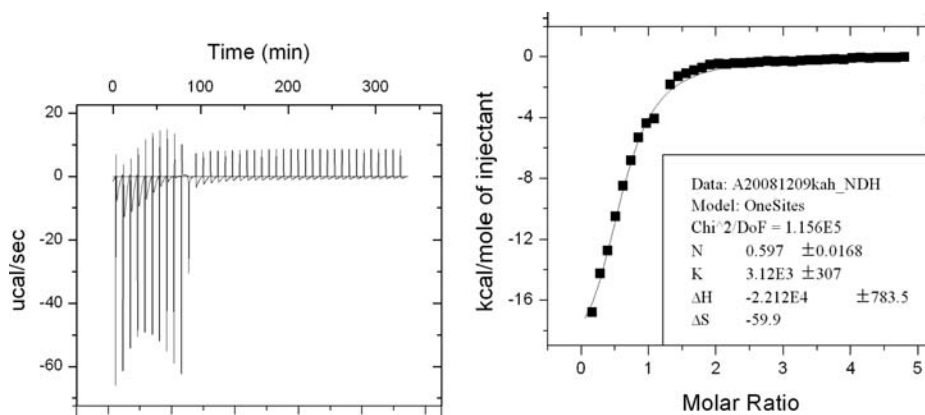 Time (min)
0 100 200 300
20
0
-20
-40
-60
ucal/sec
0
-4
-8
-12
-16
kcal/mole of injectant
Data: A20081209kah_NDH
Model: OneSites
Chi^2/DoF = 1.156E5
N 0.597 ±0.0168
K 3.12E3 ±307
ΔH -2.212E4 ±783.5
ΔS -59.9
0 1 2 3 4 5
Molar Ratio